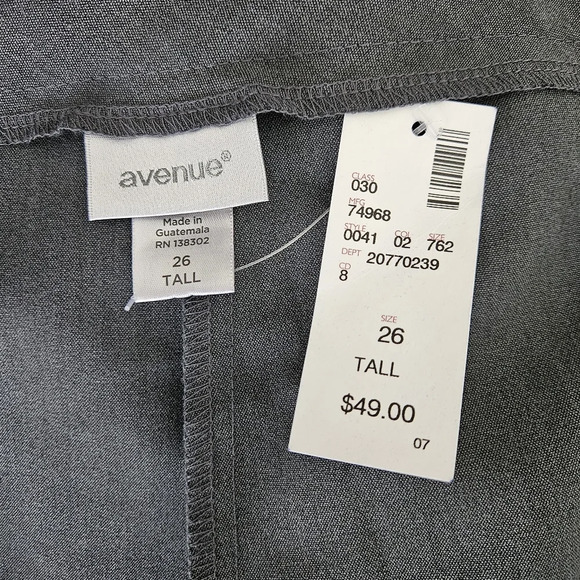 avenue®
Made in
Guatemala
RN 138302
26
TALL
CLASS
030
MFG
74968
STYLE COL SIZE
0041 02 762
DEPT 20770239
CD
8
SIZE
26
TALL
$49.00
07